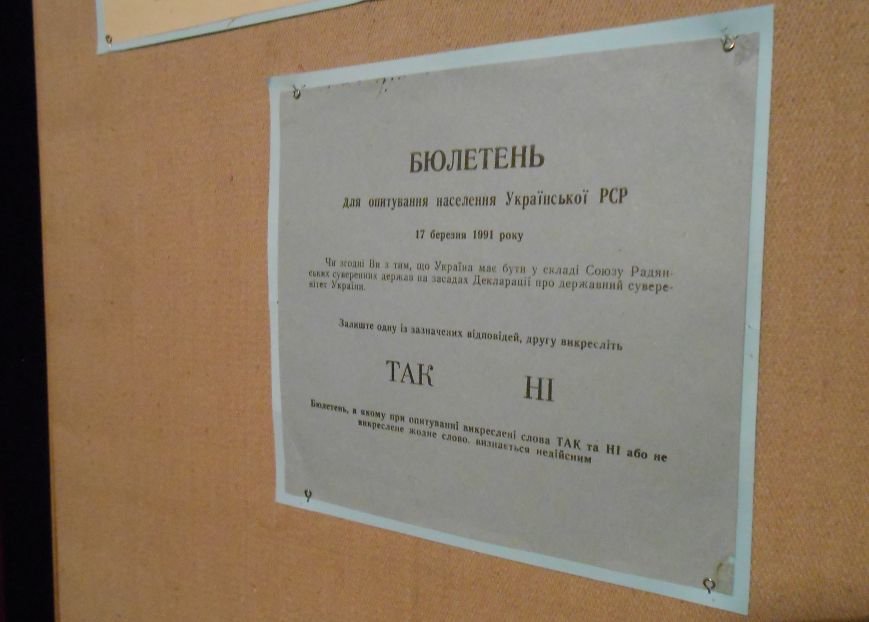 БЮЛЕТЕНЬ
для опитування населення Української РСР
17 березня 1991 року
Чи згодні Ви з тим, що Україна має бути у складі Союзу Радян-
ських суверенних держав на засадах Декларації про державний сувере-
нітет України.
Залиште одну із зазначених відповідей, другу викресліть
ТАК НІ
Бюлетень, в якому при опитуванні викреслені слова ТАК та НІ або не
викреслене жодне слово, визнається недійсним